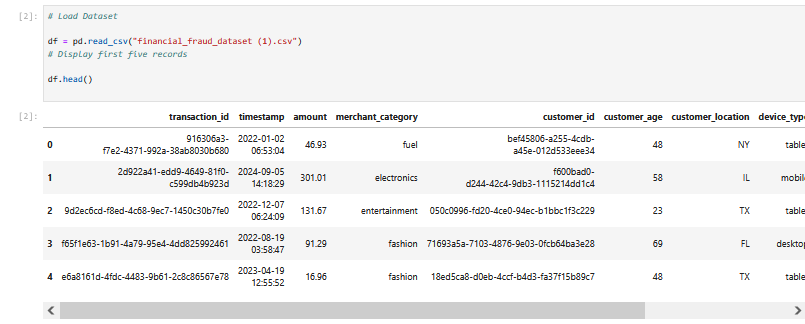 [2]: # Load Dataset
df = pd.read_csv("financial_fraud_dataset (1).csv")
# Display first five records
df.head()
[2]: transaction_id timestamp amount merchant_category customer_id customer_age customer_location device_type
0 916306a3-f7e2-4371-992a-38ab8030b680 2022-01-02 06:53:04 46.93 fuel bef45806-a255-4cdb-a45e-012d533eee34 48 NY table
1 2d922a41-edd9-4649-81f0-c599db4b923d 2024-09-05 14:18:29 301.01 electronics f600bad0-d244-42c4-9db3-1115214dd1c4 58 IL mobil
2 9d2ec6cd-f8ed-4c68-9ec7-1450c30b7fe0 2022-12-07 06:24:09 131.67 entertainment 050c0996-fd20-4ce0-94ec-b1bbc1f3c229 23 TX table
3 f65f1e63-1b91-4a79-95e4-4dd825992461 2022-08-19 03:58:47 91.29 fashion 71693a5a-7103-4876-9e03-0fcb64ba3e28 69 FL desktop
4 e6a8161d-4fdc-4483-9b61-2c8c86567e78 2023-04-19 12:55:52 16.96 fashion 18ed5ca8-d0eb-4ccf-b4d3-fa37f15b89c7 48 TX table